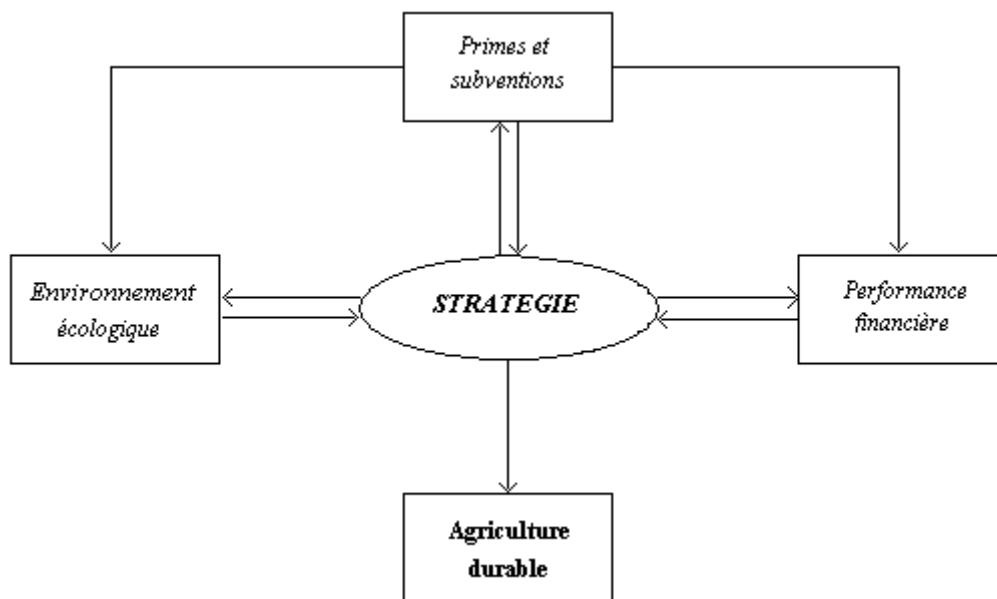 Primes et
subventions
Environnement
écologique
STRATEGIE
Performance
financière
Agriculture
durable